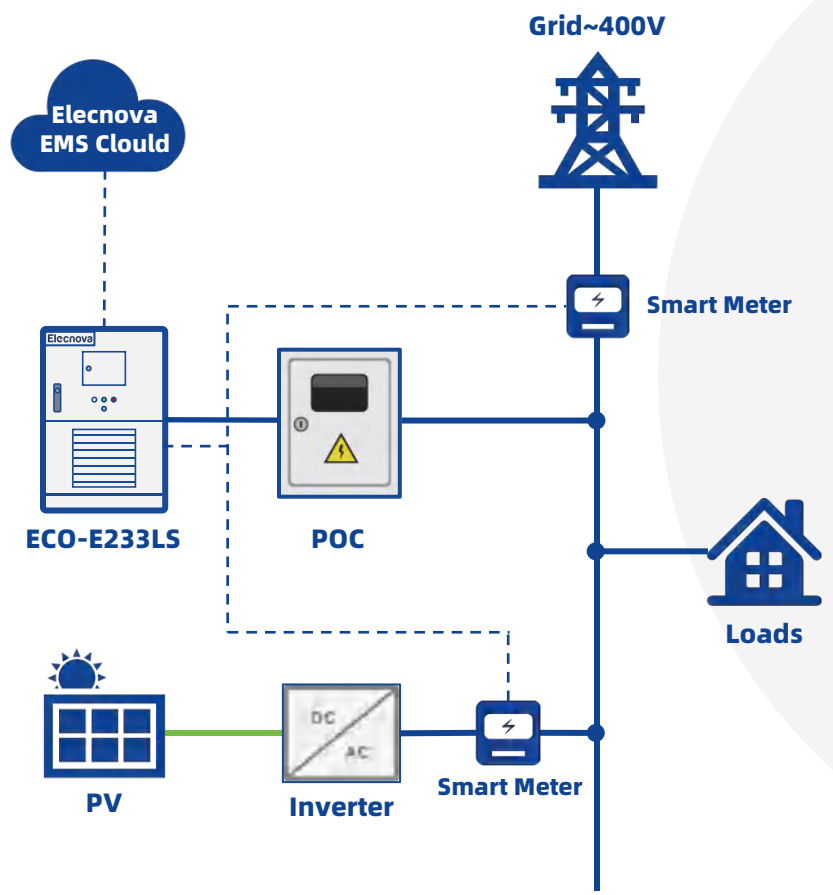 Grid~400V
Elecnova
EMS Clould
Smart Meter
Elecnova
ECO-E233LS
POC
Loads
DC
AC
PV
Inverter
Smart Meter